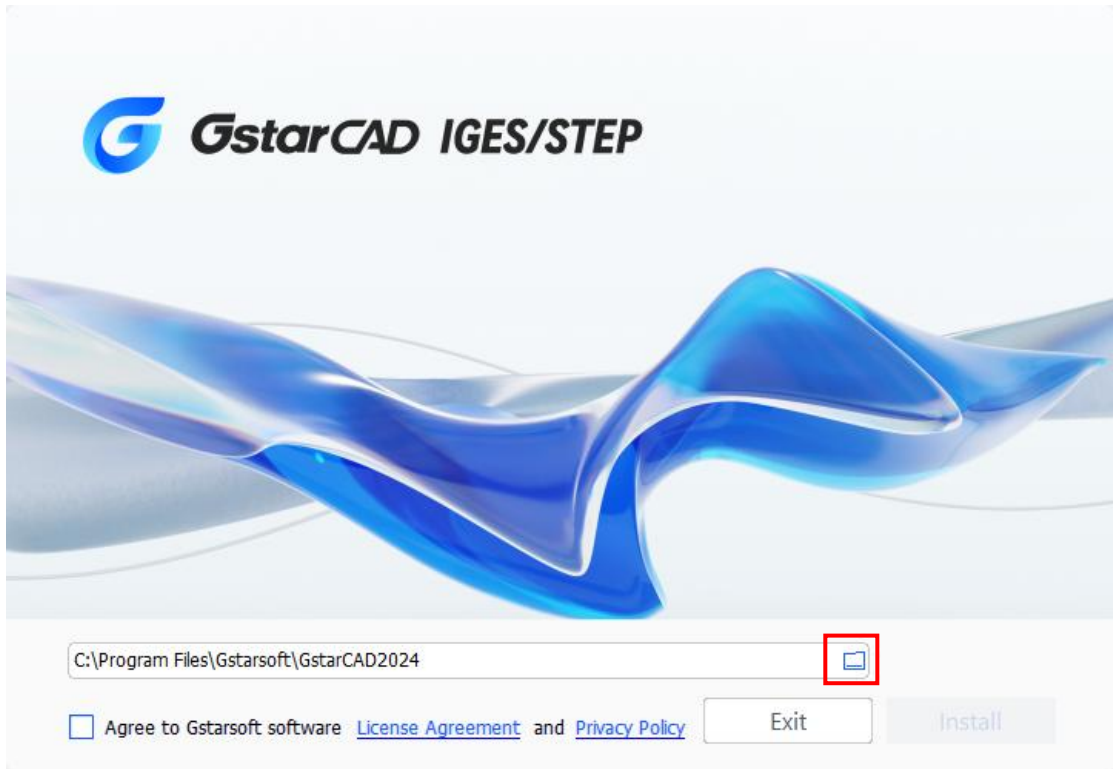 GstarCAD IGES/STEP
C:\Program Files\Gstarsoft\GstarCAD2024
Agree to Gstarsoft software License Agreement and Privacy Policy
Exit
Install